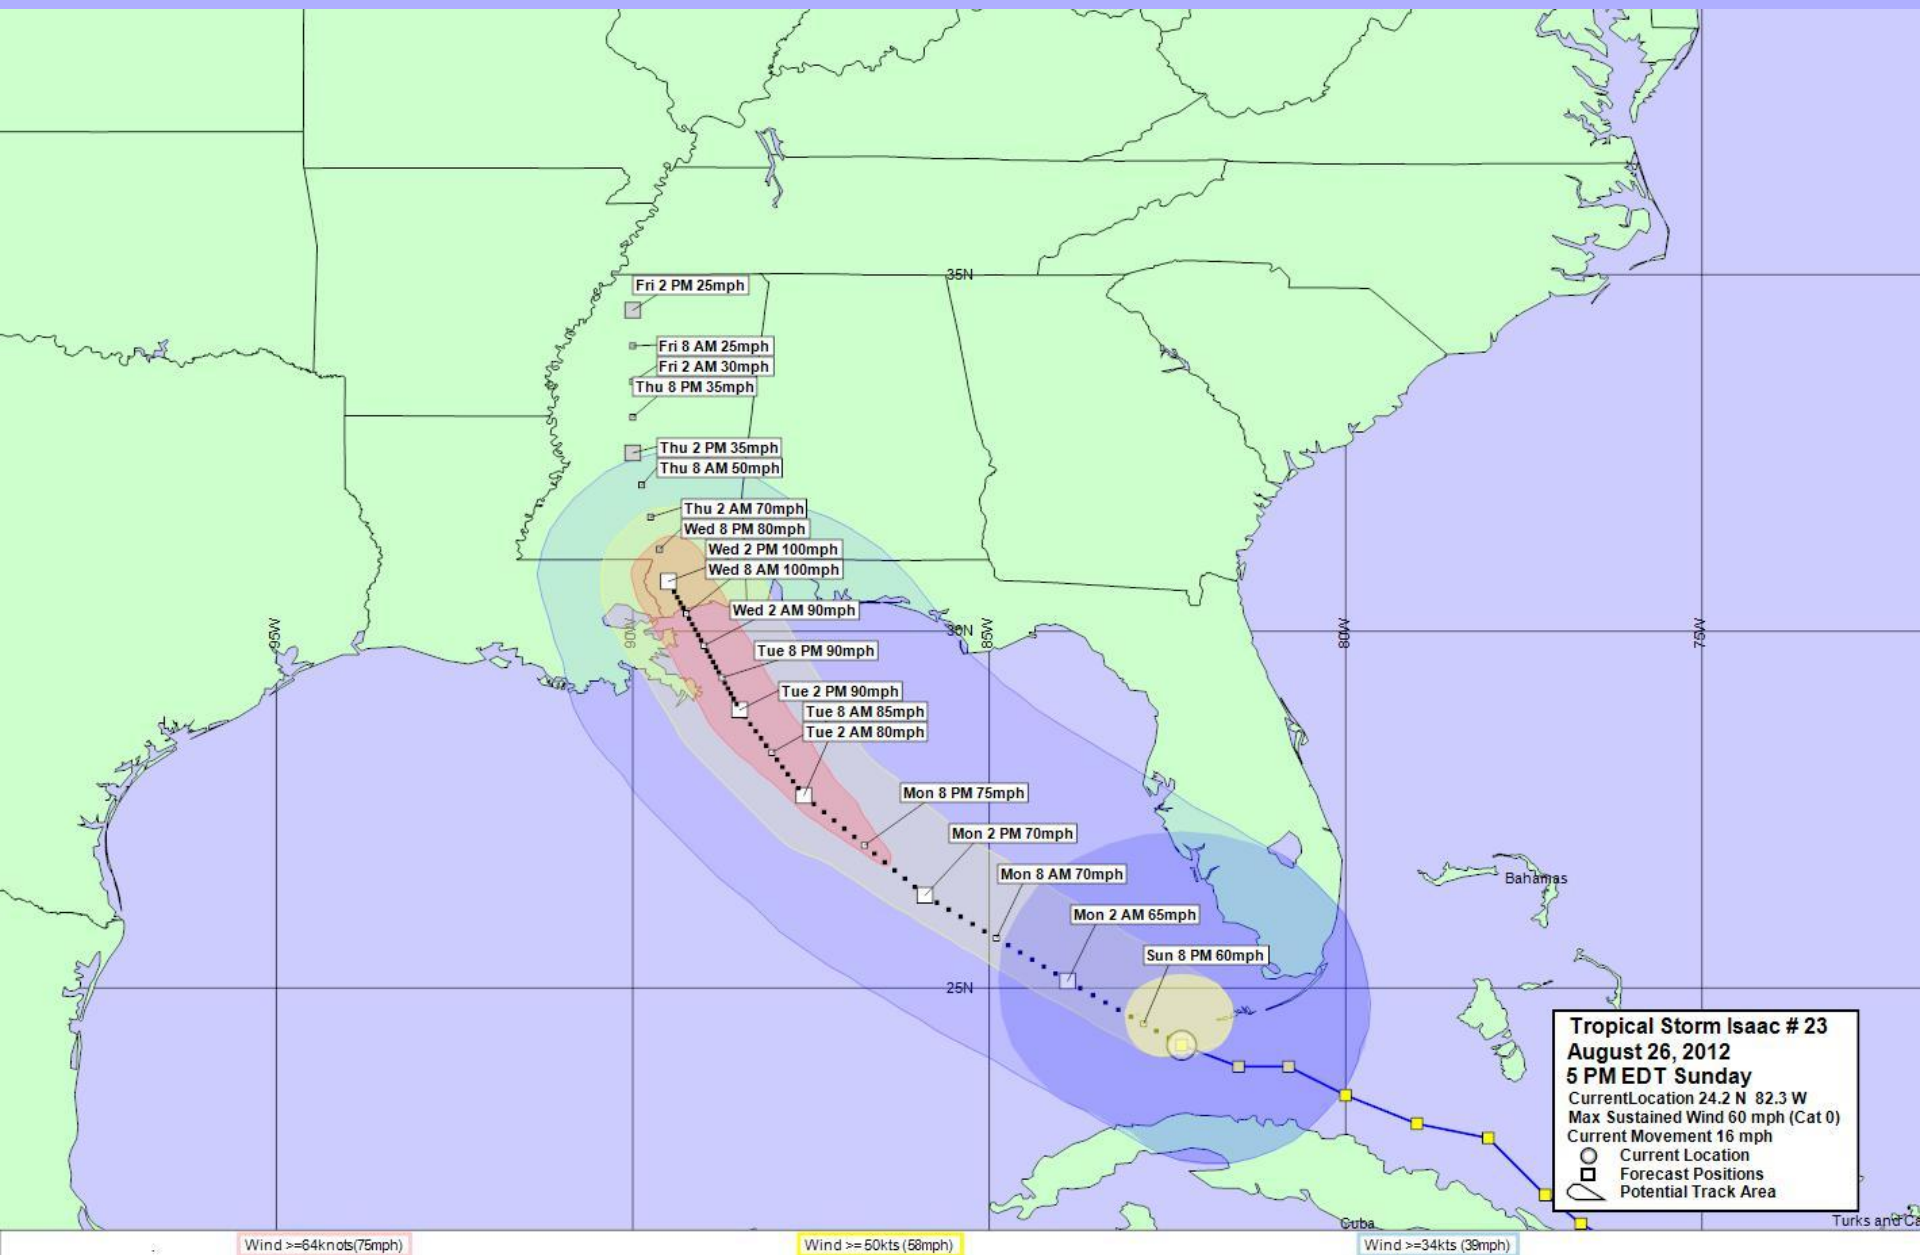 35N
Fri 2 PM 25mph
Fri 8 AM 25mph
Fri 2 AM 30mph
Thu 8 PM 35mph
Thu 2 PM 35mph
Thu 8 AM 50mph
Thu 2 AM 70mph
Wed 8 PM 80mph
Wed 2 PM 100mph
Wed 8 AM 100mph
Wed 2 AM 90mph
95W
90W
30N
85W
80W
75W
Tue 8 PM 90mph
Tue 2 PM 90mph
Tue 8 AM 85mph
Tue 2 AM 80mph
Mon 8 PM 75mph
Mon 2 PM 70mph
Mon 8 AM 70mph
Bahamas
Mon 2 AM 65mph
Sun 8 PM 60mph
25N
Tropical Storm Isaac # 23
August 26, 2012
5 PM EDT Sunday
CurrentLocation 24.2 N 82.3 W
Max Sustained Wind 60 mph (Cat 0)
Current Movement 16 mph
Current Location
Forecast Positions
Potential Track Area
Cuba
Turks and Ca
Wind >=64knots(75mph)
Wind >= 50kts (58mph)
Wind >=34kts (39mph)